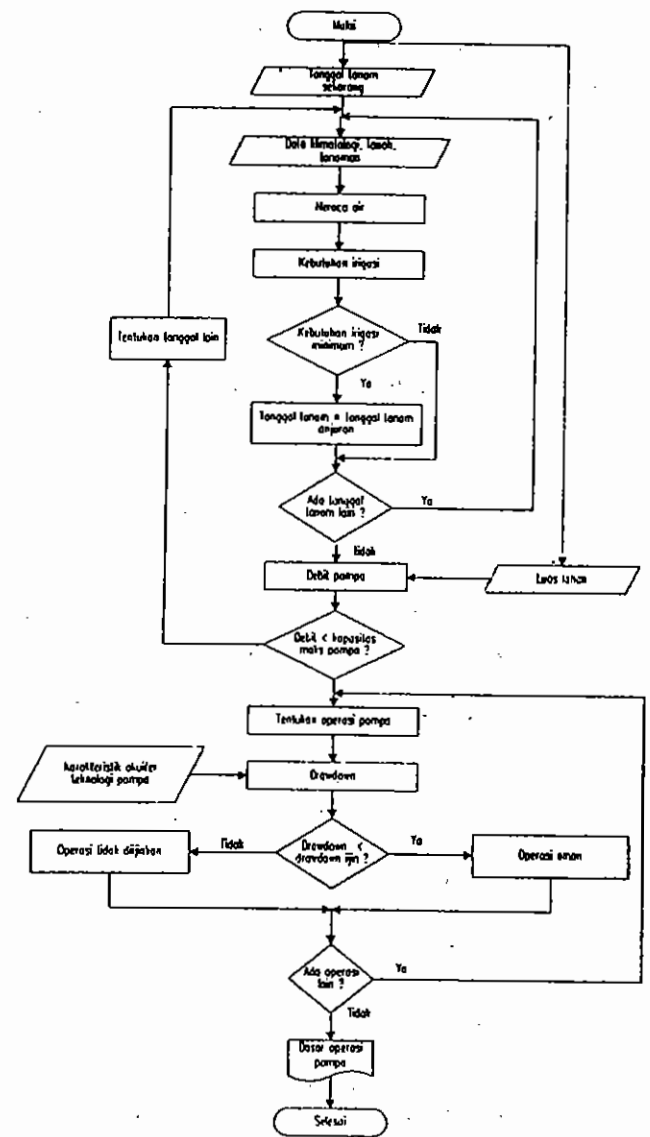 Mulai
Tanggal tanam
sekarang
Data klimatologi, tanah,
tanaman
Neraca air
Kebutuhan irigasi
Tentukan tanggal lain
Kebutuhan irigasi
minimum ?
Tidak
Ya
Tanggal tanam = tanggal tanam
anjuran
Ada tanggal
tanam lain ?
Ya
Tidak
Debit pompa
Luas lahan
Debit < kapasitas
maks pompa ?
Tentukan operasi pompa
Karakteristik akuifer
teknologi pompa
Drawdown
Operasi tidak diijinkan
Tidak
Drawdown <
drawdown ijin ?
Ya
Operasi aman
Ada operasi
lain ?
Ya
Tidak
Dasar operasi
pompa
Selesai